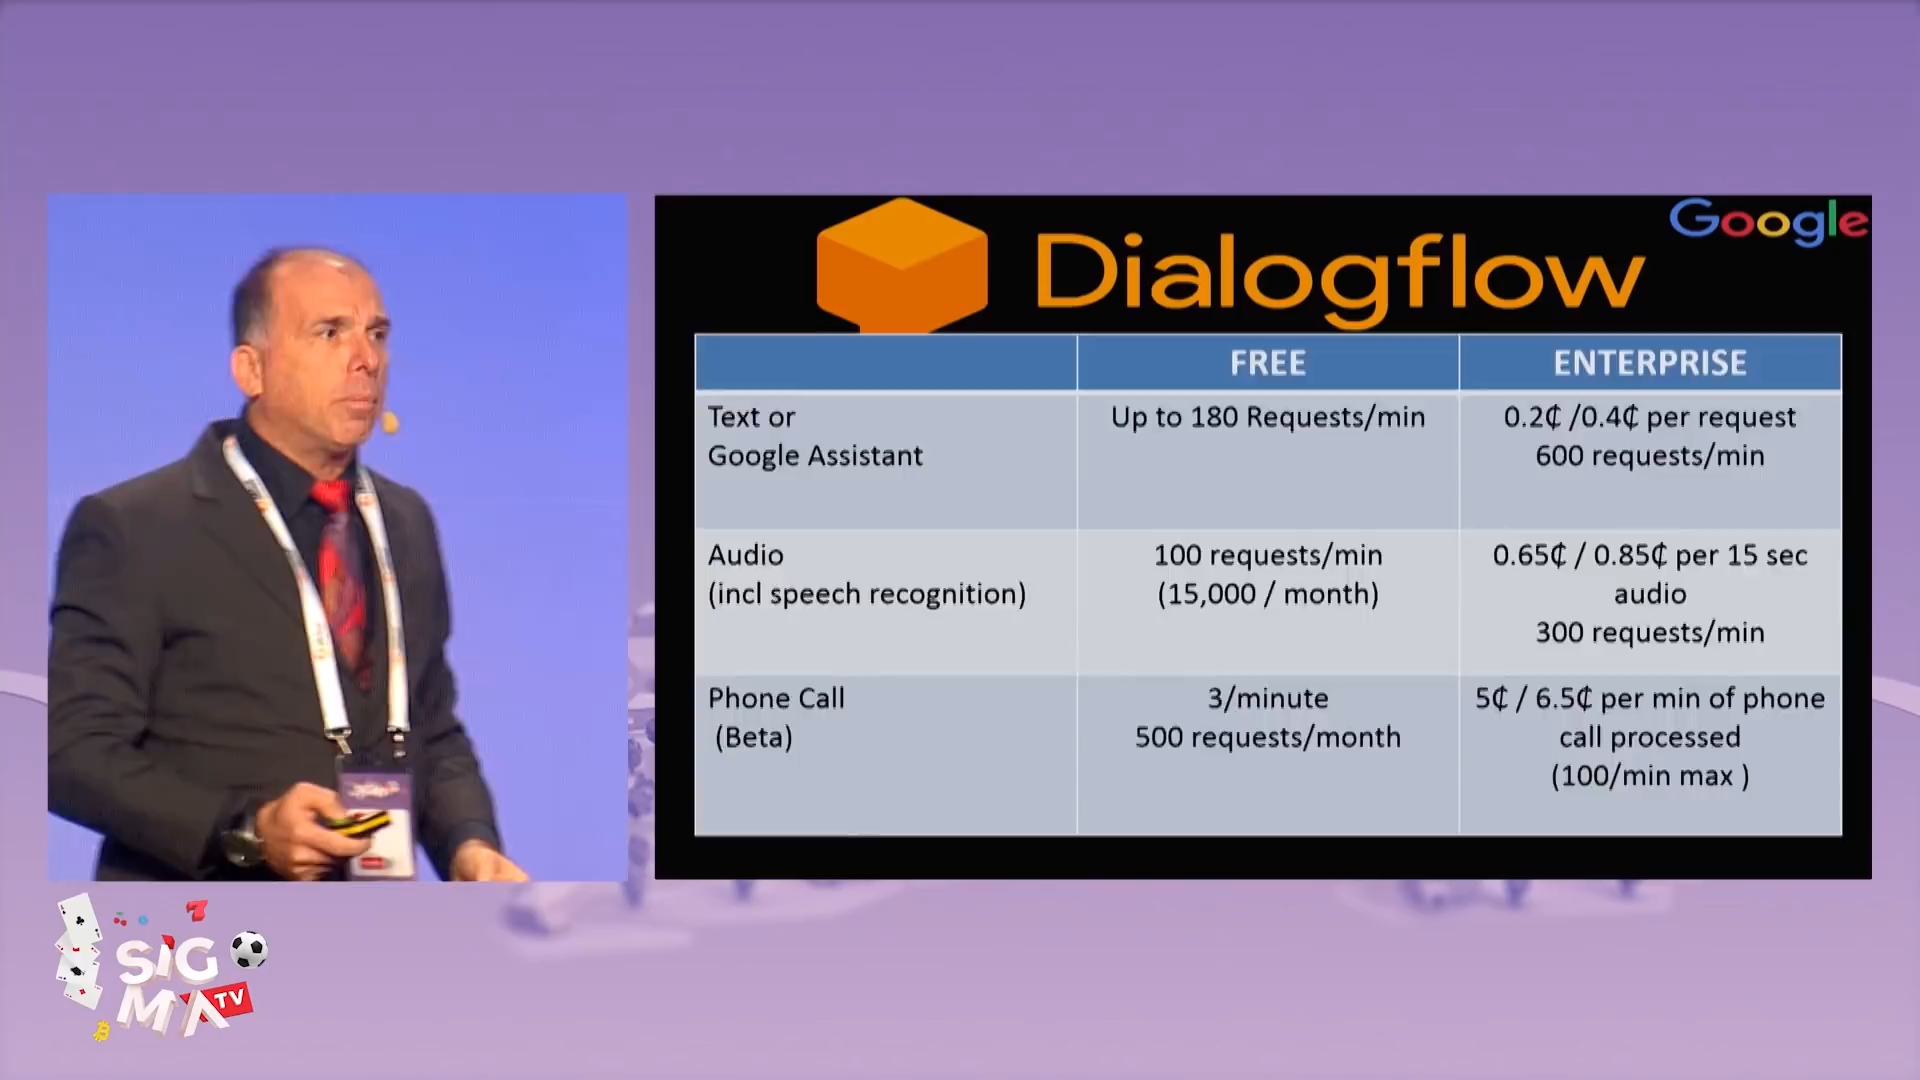 Google
Dialogflow
FREE
ENTERPRISE
Text or
Google Assistant
Up to 180 Requests/min
0.2₵ /0.4₵ per request
600 requests/min
Audio
(incl speech recognition)
100 requests/min
(15,000 / month)
0.65₵ / 0.85₵ per 15 sec
audio
300 requests/min
Phone Call
(Beta)
3/minute
500 requests/month
5₵ / 6.5₵ per min of phone
call processed
(100/min max )
7
SiG
MA
TV